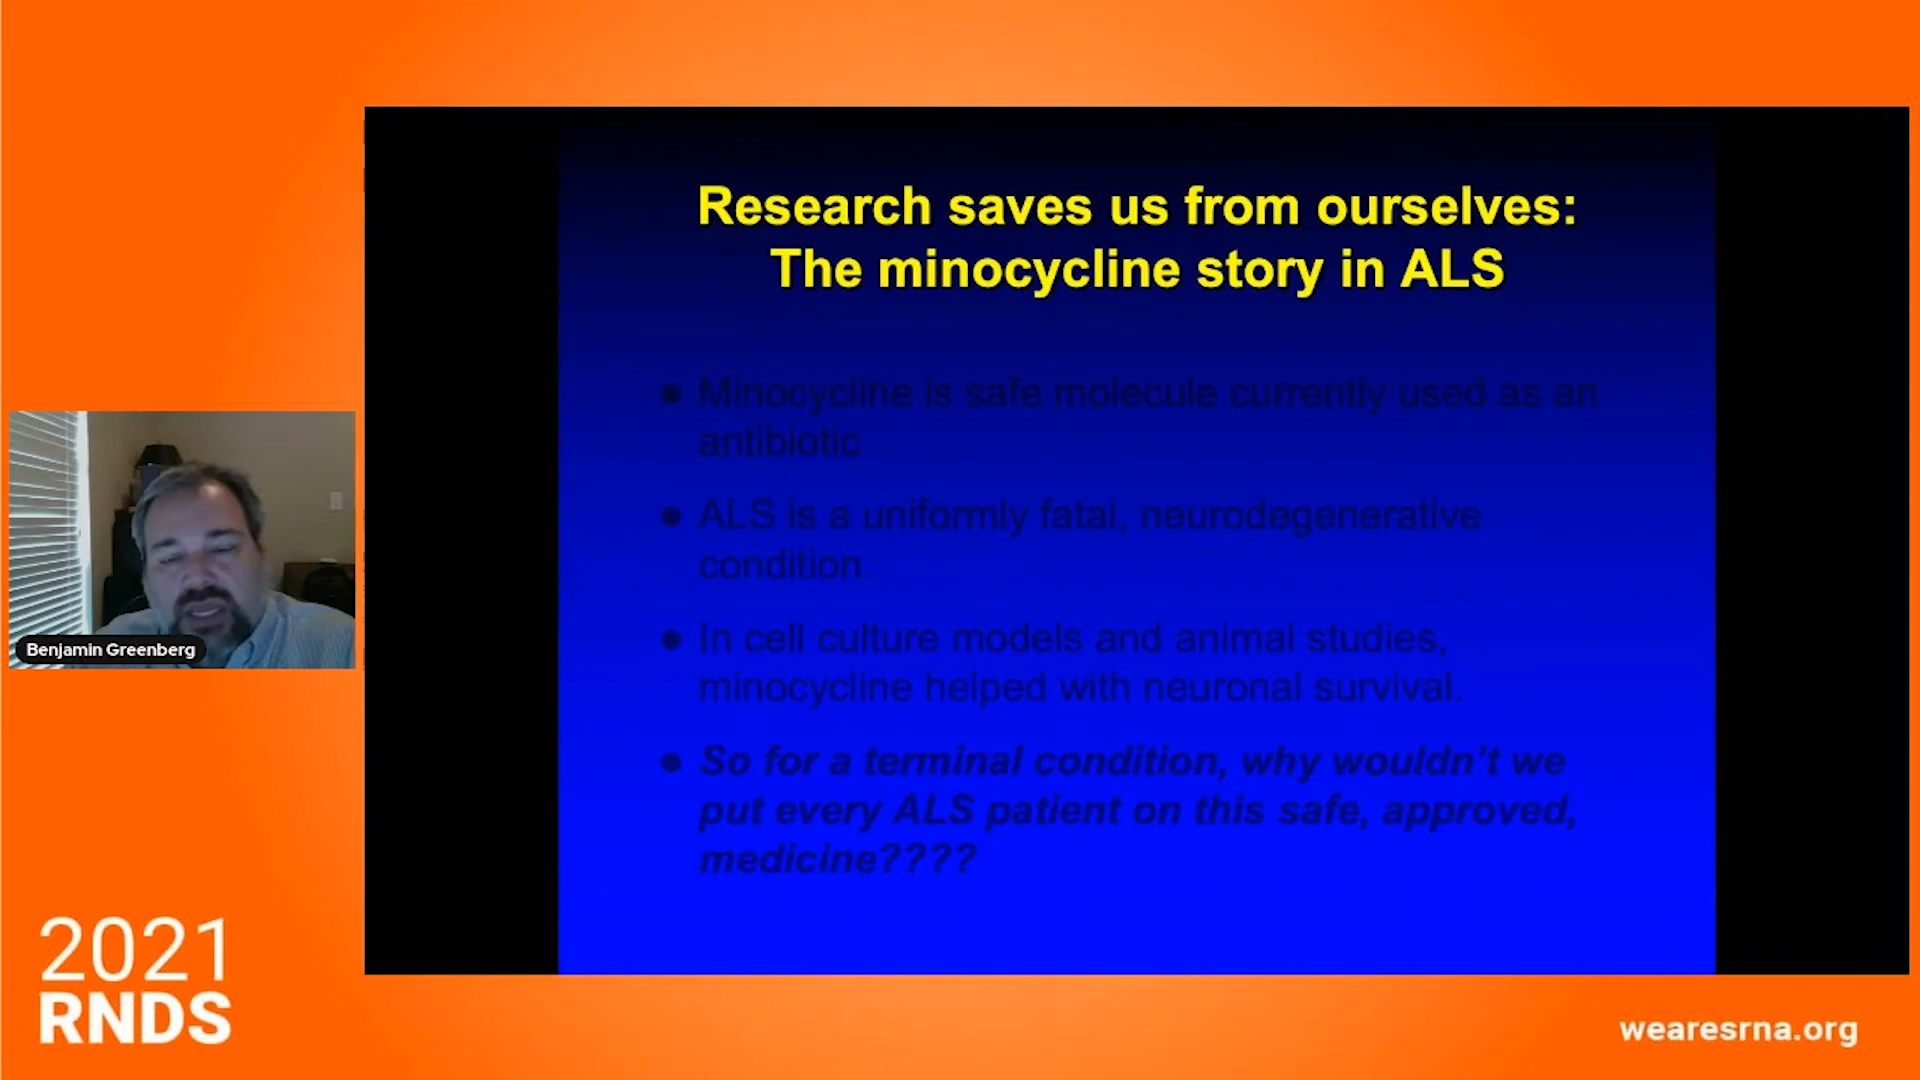 Research saves us from ourselves:
The minocycline story in ALS
● Minocycline is safe molecule currently used as an
antibiotic
● ALS is a uniformly fatal, neurodegenerative
condition.
● In cell culture models and animal studies,
minocycline helped with neuronal survival.
● So for a terminal condition, why wouldn't we
put every ALS patient on this safe, approved,
medicine????
Benjamin Greenberg
2021
RNDS
wearesrna.org